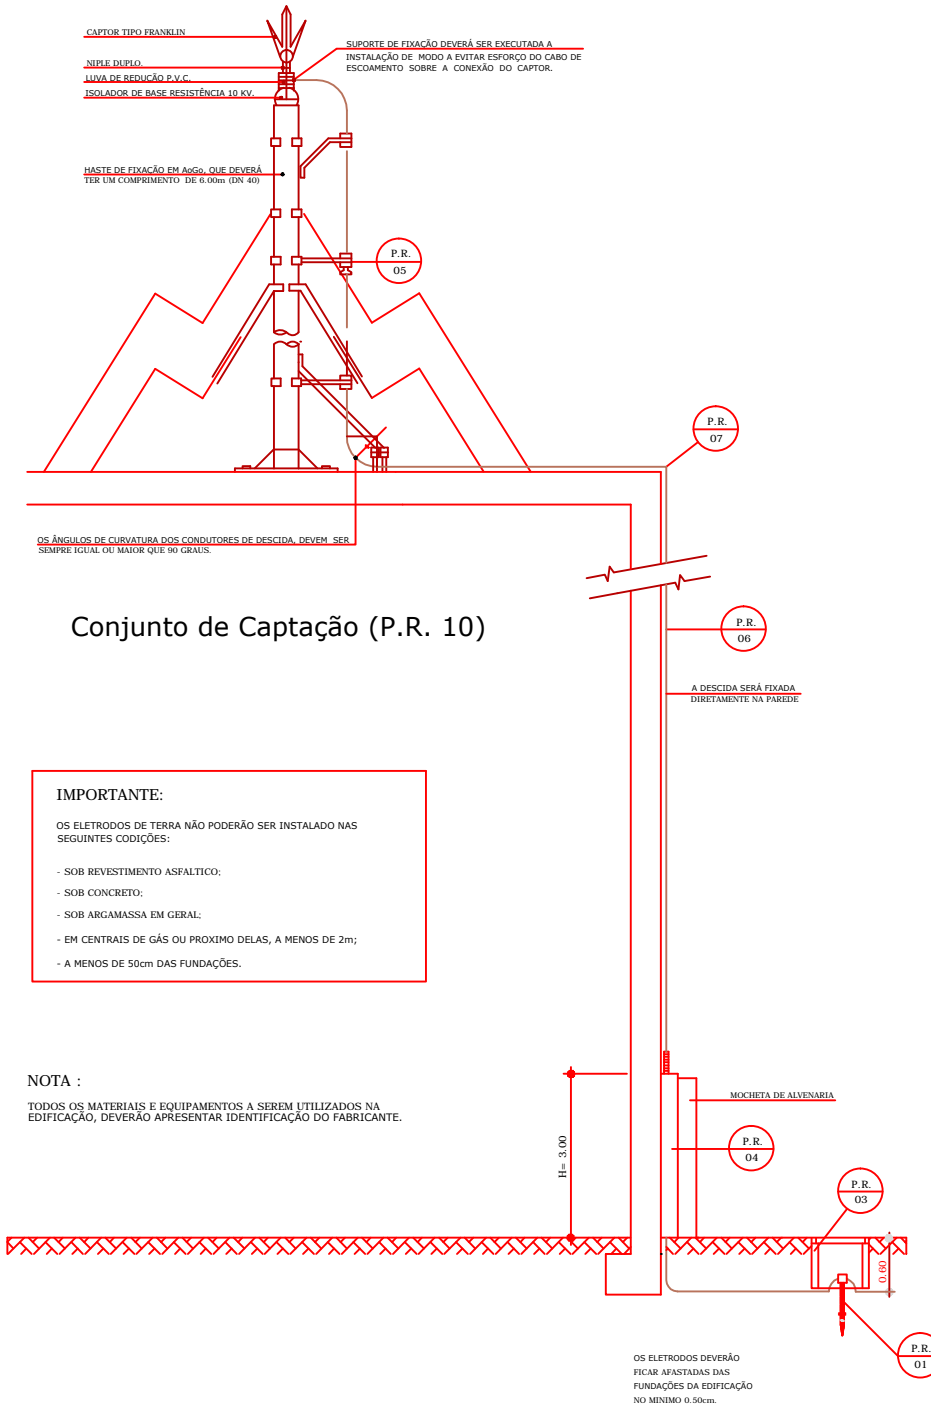 CAPTOR TIPO FRANKLIN
NIPLE DUPLO.
LUVA DE REDUCÃO P.V.C.
ISOLADOR DE BASE RESISTÊNCIA 10 KV.
SUPORTE DE FIXAÇÃO DEVERÁ SER EXECUTADA A
INSTALAÇÃO DE MODO A EVITAR ESFORÇO DO CABO DE
ESCOAMENTO SOBRE A CONEXÃO DO CAPTOR.
HASTE DE FIXAÇÃO EM AoGo, QUE DEVERÁ
TER UM COMPRIMENTO DE 6.00m (DN 40)
P.R.
05
P.R.
07
OS ÂNGULOS DE CURVATURA DOS CONDUTORES DE DESCIDA, DEVEM SER
SEMPRE IGUAL OU MAIOR QUE 90 GRAUS.
Conjunto de Captação (P.R. 10)
P.R.
06
A DESCIDA SERÁ FIXADA
DIRETAMENTE NA PAREDE
IMPORTANTE:
OS ELETRODOS DE TERRA NÃO PODERÃO SER INSTALADO NAS
SEGUINTES CODIÇÕES:
- SOB REVESTIMENTO ASFALTICO;
- SOB CONCRETO;
- SOB ARGAMASSA EM GERAL;
- EM CENTRAIS DE GÁS OU PROXIMO DELAS, A MENOS DE 2m;
- A MENOS DE 50cm DAS FUNDAÇÕES.
NOTA :
TODOS OS MATERIAIS E EQUIPAMENTOS A SEREM UTILIZADOS NA
EDIFICAÇÃO, DEVERÃO APRESENTAR IDENTIFICAÇÃO DO FABRICANTE.
MOCHETA DE ALVENARIA
H= 3.00
P.R.
04
P.R.
03
0.60
P.R.
01
OS ELETRODOS DEVERÃO
FICAR AFASTADAS DAS
FUNDAÇÕES DA EDIFICAÇÃO
NO MINIMO 0.50cm.